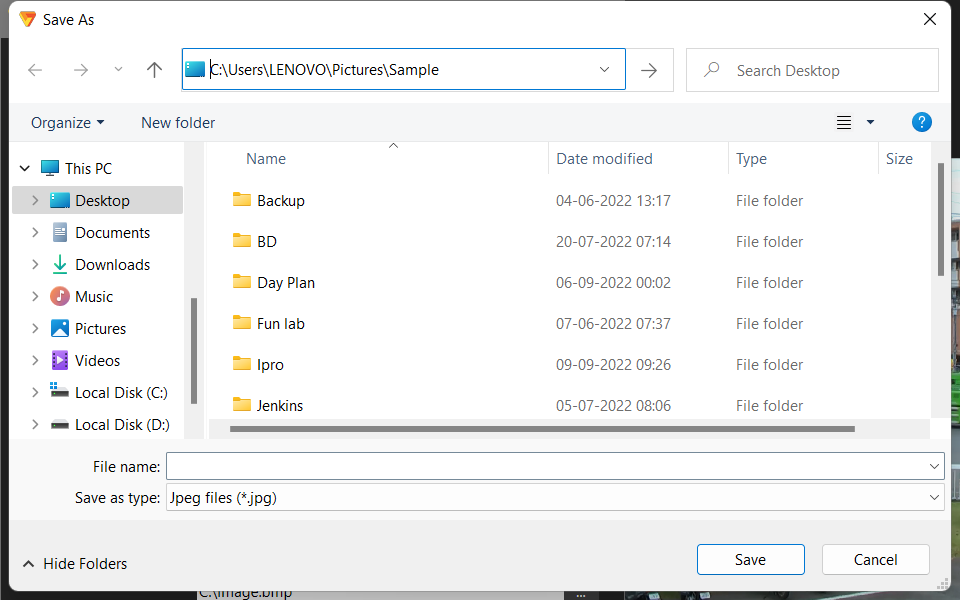 Save As
C:\Users\LENOVO\Pictures\Sample
Search Desktop
Organize
New folder
?
This PC
Desktop
Documents
Downloads
Music
Pictures
Videos
Local Disk (C:)
Local Disk (D:)
Name Date modified Type Size
Backup 04-06-2022 13:17 File folder
BD 20-07-2022 07:14 File folder
Day Plan 06-09-2022 00:02 File folder
Fun lab 07-06-2022 07:37 File folder
Ipro 09-09-2022 09:26 File folder
Jenkins 05-07-2022 08:06 File folder
File name:
Save as type: Jpeg files (*.jpg)
Hide Folders
Save
Cancel
C:\image.bmp
...